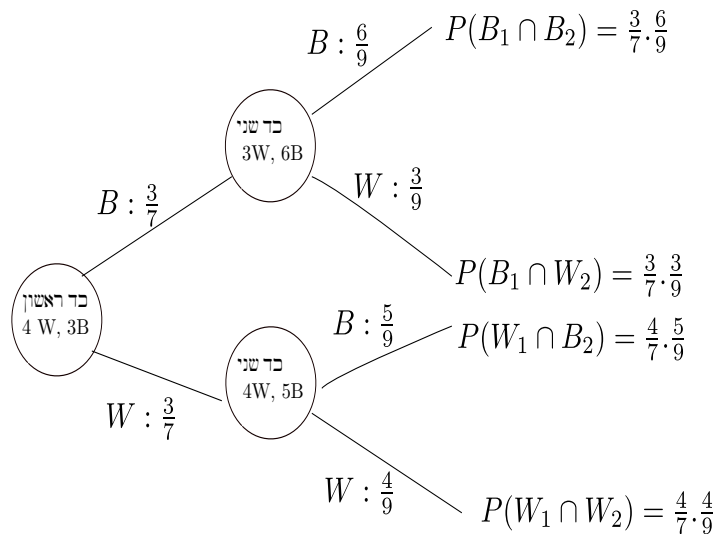 B : 6/9
P(B₁ ∩ B₂) = 3/7 . 6/9
כד שני
3W, 6B
W : 3/9
B : 3/7
P(B₁ ∩ W₂) = 3/7 . 3/9
כד ראשון
4 W, 3B
B : 5/9
P(W₁ ∩ B₂) = 4/7 . 5/9
כד שני
4W, 5B
W : 3/7
W : 4/9
P(W₁ ∩ W₂) = 4/7 . 4/9